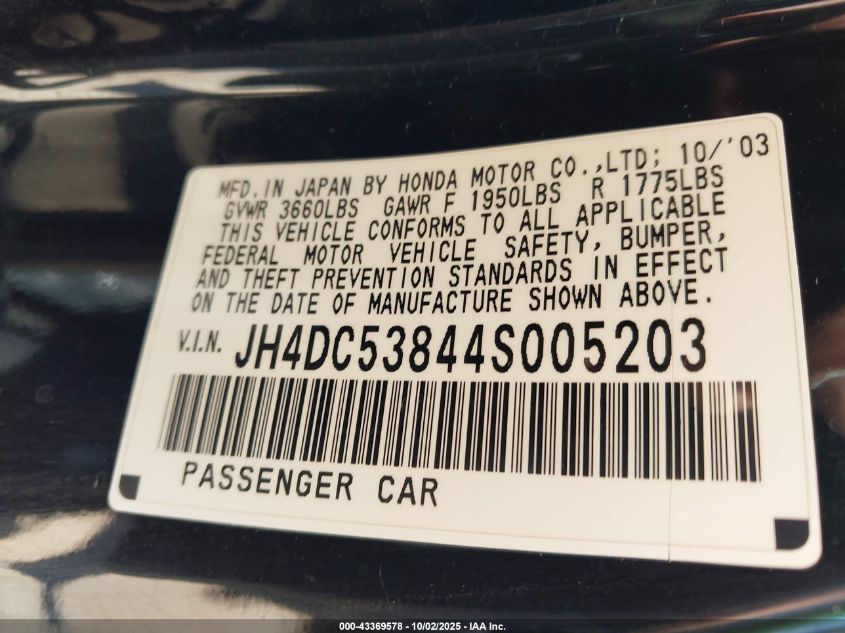 MFD. IN JAPAN BY HONDA MOTOR CO.,LTD; 10/'03
GVWR 3660LBS GAWR F 1950LBS R 1775LBS
THIS VEHICLE CONFORMS TO ALL APPLICABLE
FEDERAL MOTOR VEHICLE SAFETY, BUMPER,
AND THEFT PREVENTION STANDARDS IN EFFECT
ON THE DATE OF MANUFACTURE SHOWN ABOVE.
V.I.N. JH4DC53844S005203
PASSENGER CAR
000-43369578 - 10/02/2025 - IAA Inc.